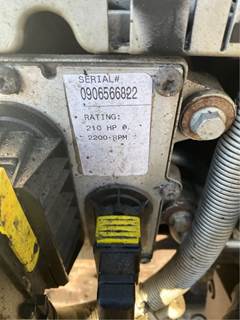 SERIAL#
0906566822
RATING:
210 HP @
2200 RPM